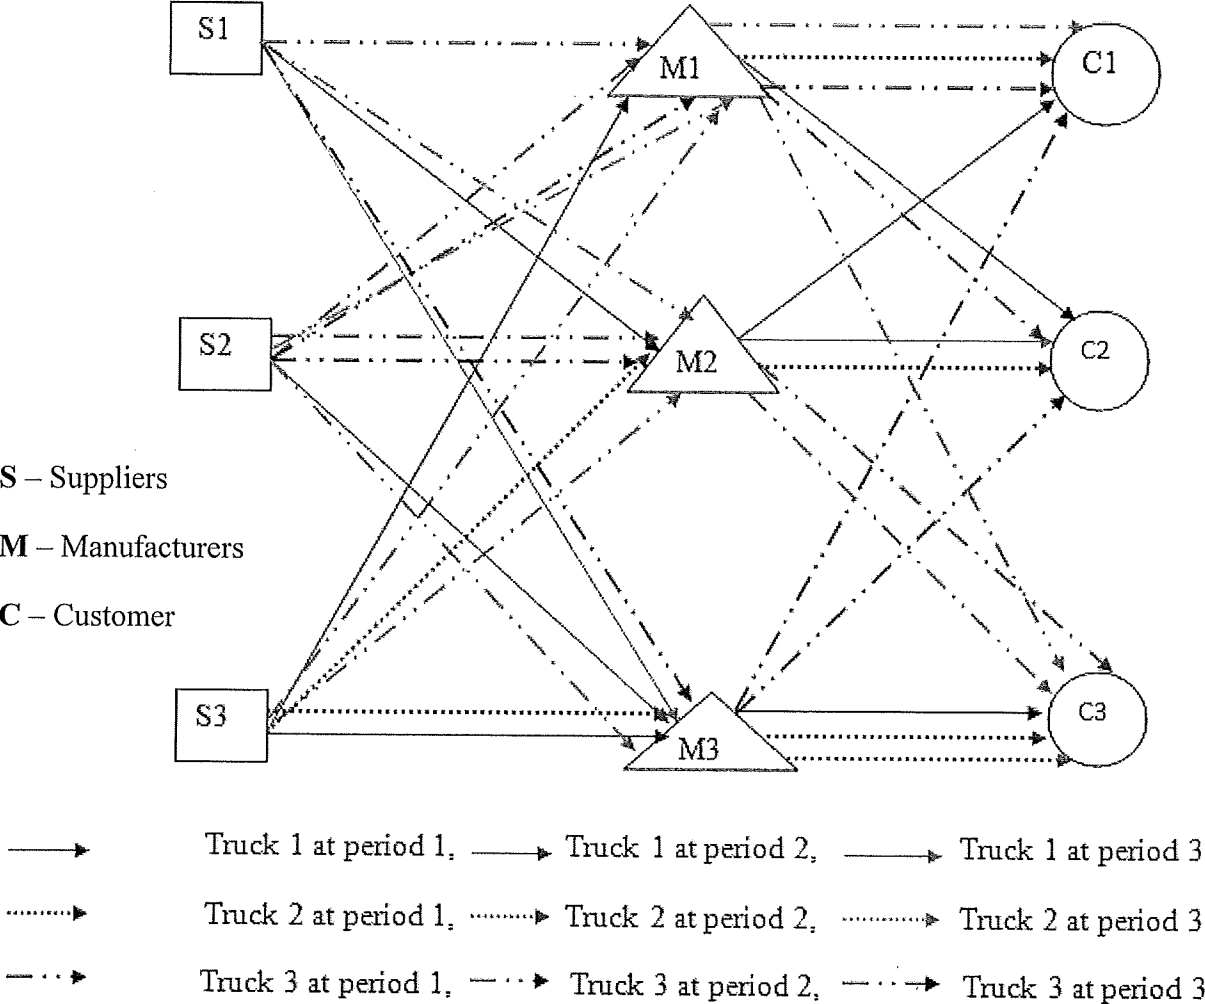 S1
M1
C1
S2
M2
C2
S – Suppliers
M – Manufacturers
C – Customer
S3
M3
C3
Truck 1 at period 1, Truck 1 at period 2, Truck 1 at period 3
Truck 2 at period 1, Truck 2 at period 2, Truck 2 at period 3
Truck 3 at period 1, Truck 3 at period 2, Truck 3 at period 3